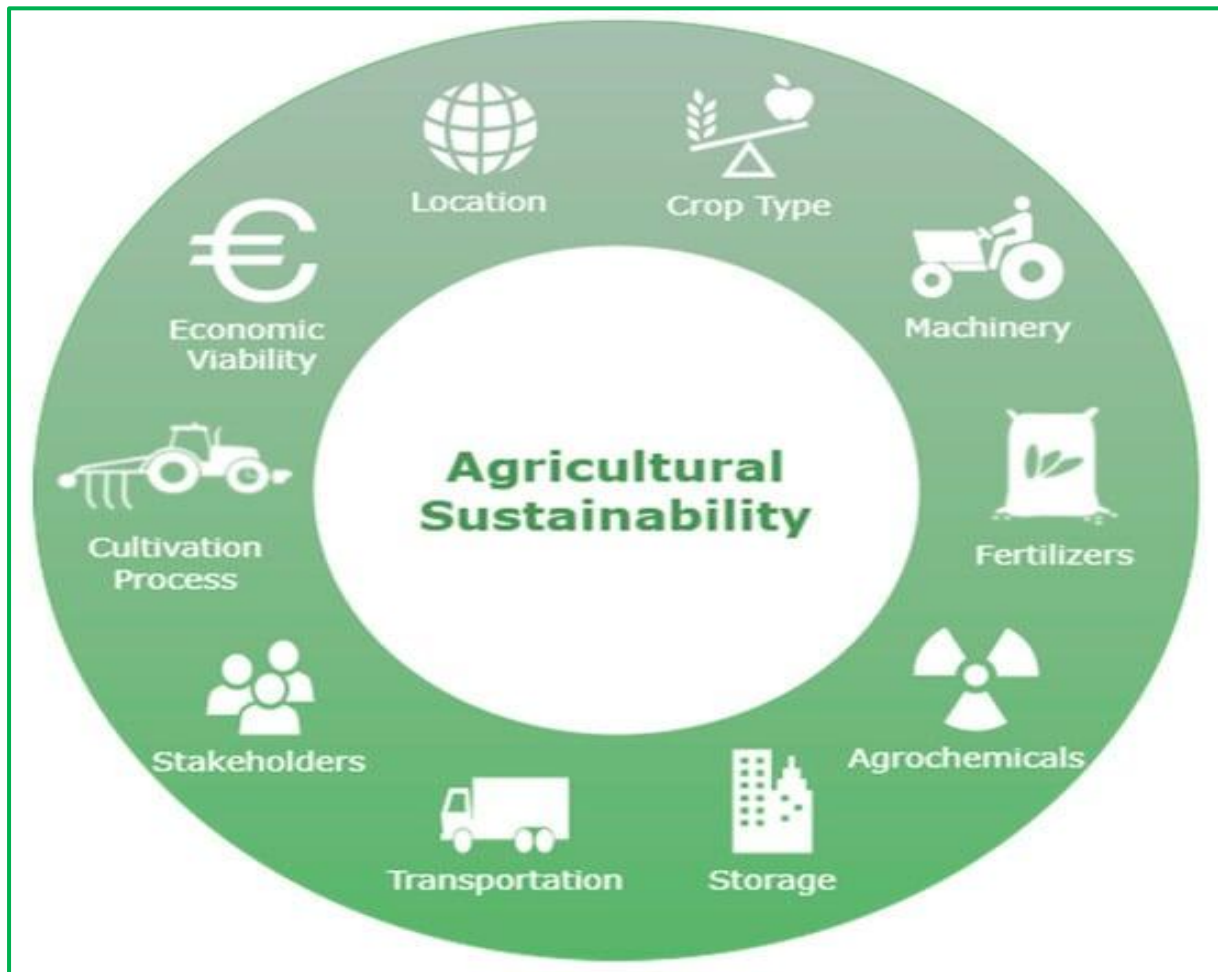 Agricultural
Sustainability
Location
Crop Type
Machinery
Fertilizers
Agrochemicals
Storage
Transportation
Stakeholders
Cultivation
Process
€
Economic
Viability